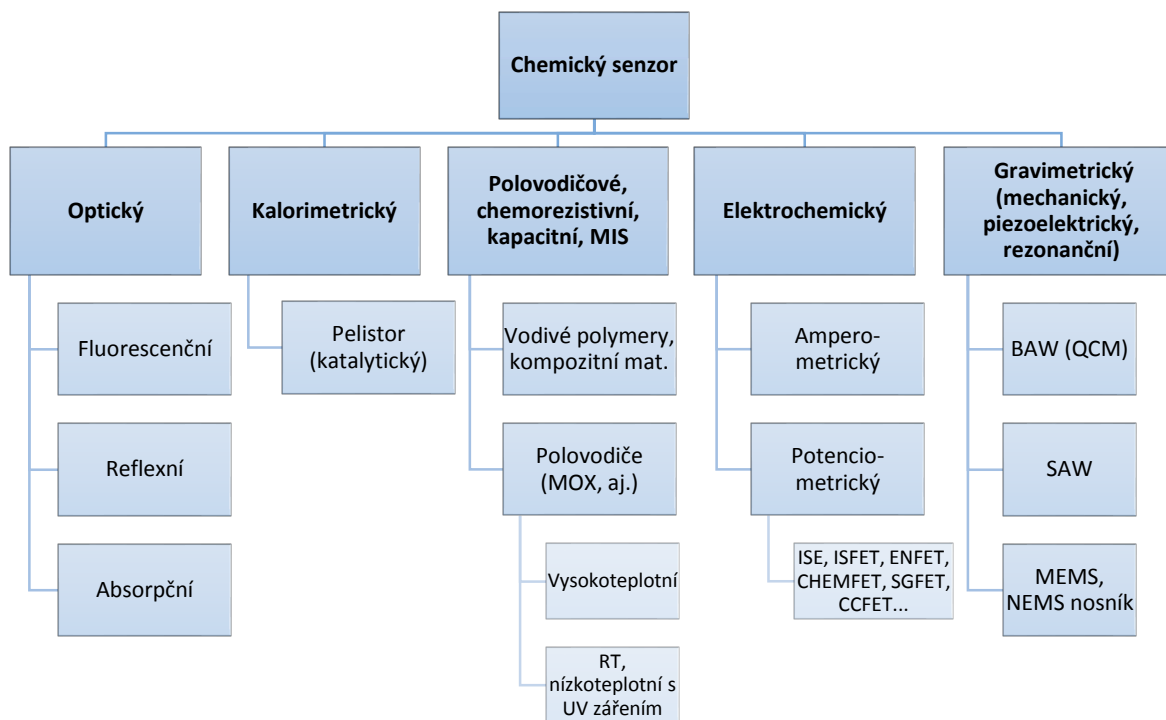 Chemický senzor
Optický
Kalorimetrický
Polovodičové,
chemorezistivní,
kapacitní, MIS
Elektrochemický
Gravimetrický
(mechanický,
piezoelektrický,
rezonanční)
Fluorescenční
Reflexní
Absorpční
Pelistor
(katalytický)
Vodivé polymery,
kompozitní mat.
Polovodiče
(MOX, aj.)
Vysokoteplotní
RT,
nízkoteplotní s
UV zářením
Ampero-
metrický
Potencio-
metrický
ISE, ISFET, ENFET,
CHEMFET, SGFET,
CCFET...
BAW (QCM)
SAW
MEMS,
NEMS nosník